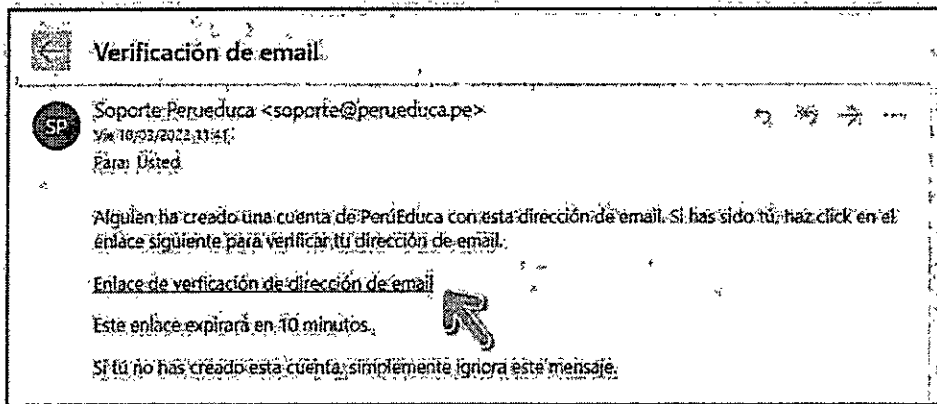 Verificación de email
SP
Soporte Perueduca <soporte@perueduca.pe>
Vie 10/03/2023 11:41
Para: Usted
Alguien ha creado una cuenta de PerúEduca con esta dirección de email. Si has sido tú, haz click en el
enlace siguiente para verificar tu dirección de email.
Enlace de verficación de dirección de email
Este enlace expirará en 10 minutos.
Si tú no has creado esta cuenta, simplemente ignora este mensaje.